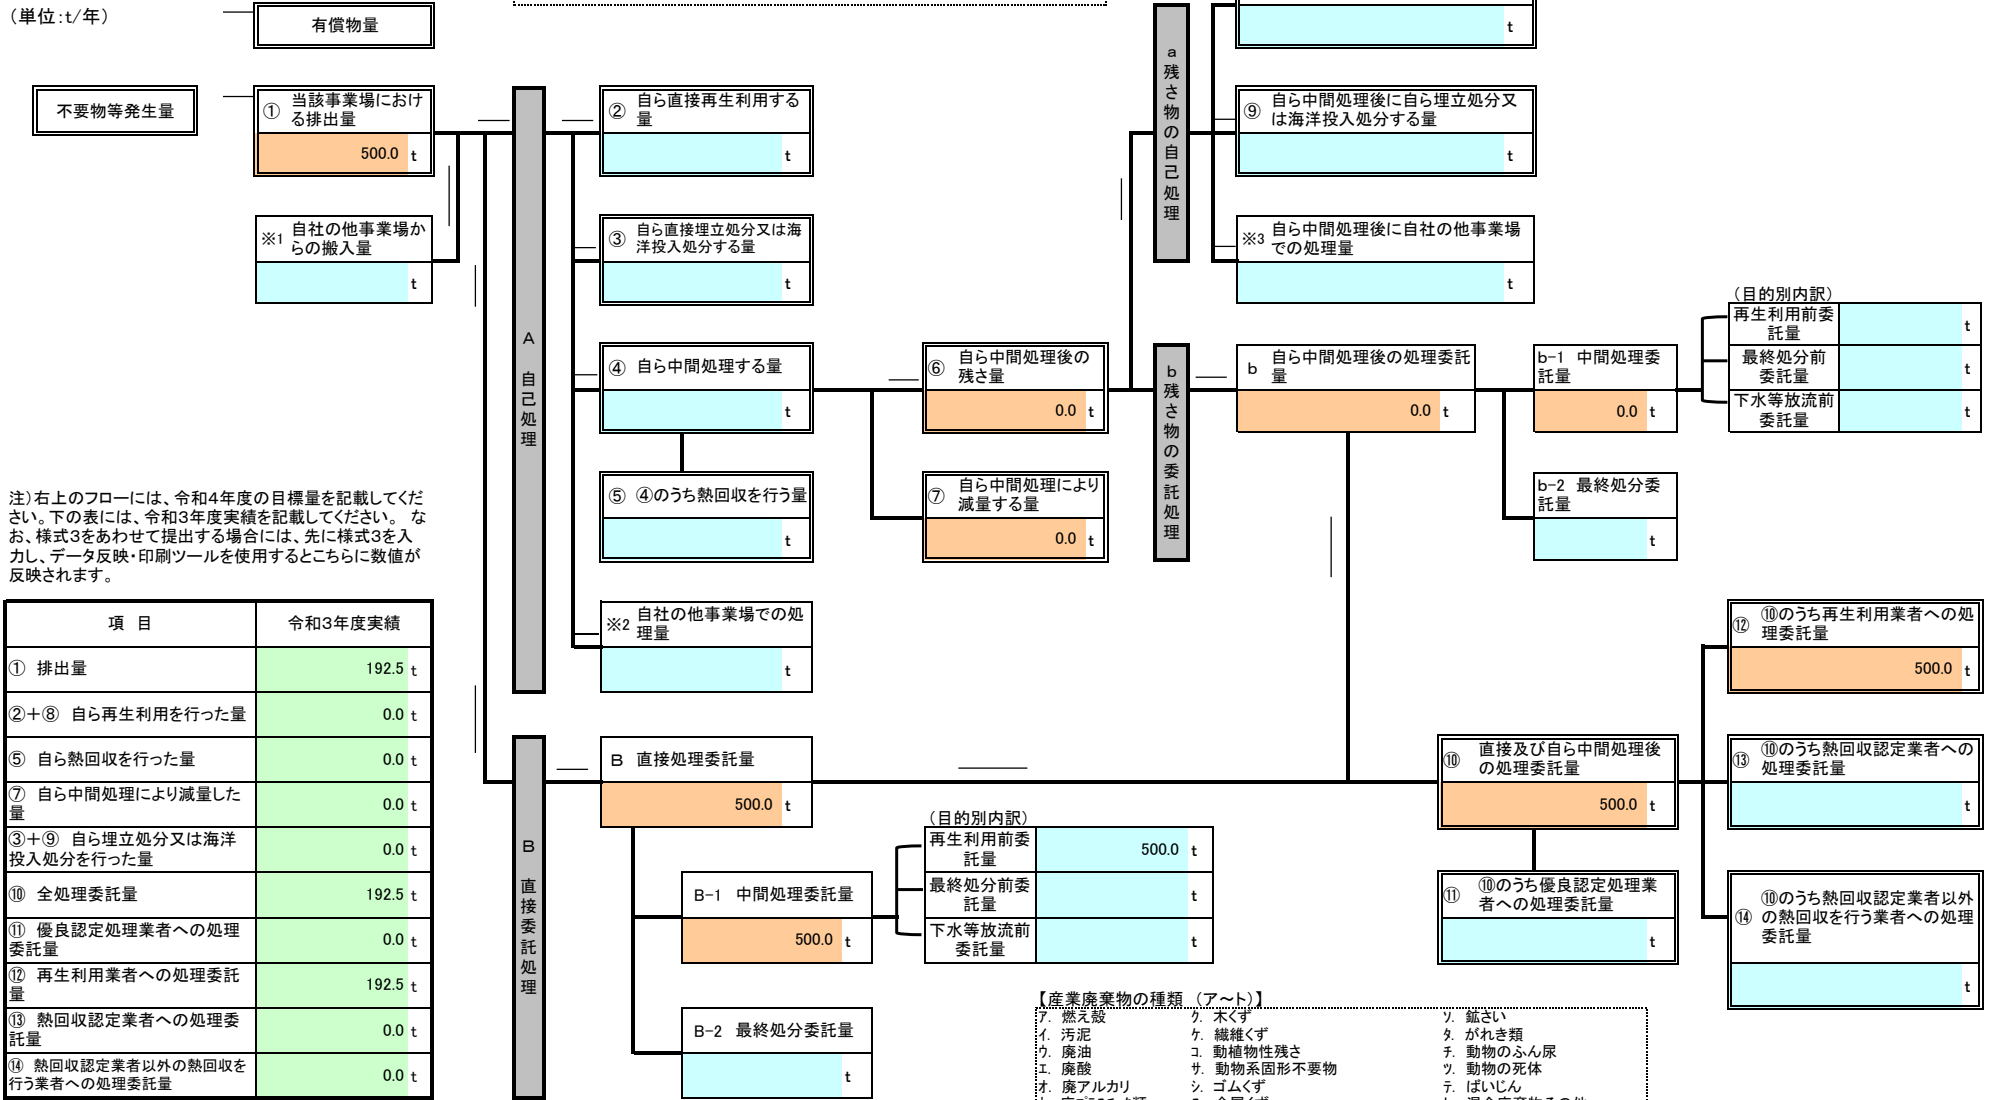 (単位:t/年)
有償物量
t
不要物等発生量
① 当該事業場におけ
る排出量
500.0 t
※1 自社の他事業場か
らの搬入量
t
A 自己処理
② 自ら直接再生利用する
量
t
③ 自ら直接埋立処分又は海
洋投入処分する量
t
④ 自ら中間処理する量
t
⑤ ④のうち熱回収を行う量
t
※2 自社の他事業場での処
理量
t
⑥ 自ら中間処理後の
残さ量
0.0 t
⑦ 自ら中間処理により
減量する量
0.0 t
a 残さ物の自己処理
⑨ 自ら中間処理後に自ら埋立処分又
は海洋投入処分する量
t
※3 自ら中間処理後に自社の他事業場
での処理量
t
b 残さ物の委託処理
b 自ら中間処理後の処理委託
量
0.0 t
b-1 中間処理委
託量
0.0 t
b-2 最終処分委
託量
t
(目的別内訳)
再生利用前委
託量
t
最終処分前
委託量
t
下水等放流前
委託量
t
注)右上のフローには、令和4年度の目標量を記載してくだ
さい。下の表には、令和3年度実績を記載してください。 な
お、様式3をあわせて提出する場合には、先に様式3を入
力し、データ反映・印刷ツールを使用するとこちらに数値が
反映されます。
項 目 令和3年度実績
① 排出量 192.5 t
②+⑧ 自ら再生利用を行った量 0.0 t
⑤ 自ら熱回収を行った量 0.0 t
⑦ 自ら中間処理により減量した
量 0.0 t
③+⑨ 自ら埋立処分又は海洋
投入処分を行った量 0.0 t
⑩ 全処理委託量 192.5 t
⑪ 優良認定処理業者への処理
委託量 0.0 t
⑫ 再生利用業者への処理委託
量 192.5 t
⑬ 熱回収認定業者への処理委
託量 0.0 t
⑭ 熱回収認定業者以外の熱回収を
行う業者への処理委託量 0.0 t
B 直接委託処理
B 直接処理委託量
500.0 t
B-1 中間処理委託量
500.0 t
B-2 最終処分委託量
t
(目的別内訳)
再生利用前委
託量
500.0 t
最終処分前委
託量
t
下水等放流前
委託量
t
⑩ 直接及び自ら中間処理後
の処理委託量
500.0 t
⑪ ⑩のうち優良認定処理業
者への処理委託量
t
⑫ ⑩のうち再生利用業者への処
理委託量
500.0 t
⑬ ⑩のうち熱回収認定業者への
処理委託量
t
⑭ ⑩のうち熱回収認定業者以外
の熱回収を行う業者への処理
委託量
t
【産業廃棄物の種類 (ア~ト)】
ア. 燃え殻 ク. 木くず ソ. 鉱さい
イ. 汚泥 ケ. 繊維くず タ. がれき類
ウ. 廃油 コ. 動植物性残さ チ. 動物のふん尿
エ. 廃酸 サ. 動物系固形不要物 ツ. 動物の死体
オ. 廃アルカリ シ. ゴムくず テ. ばいじん